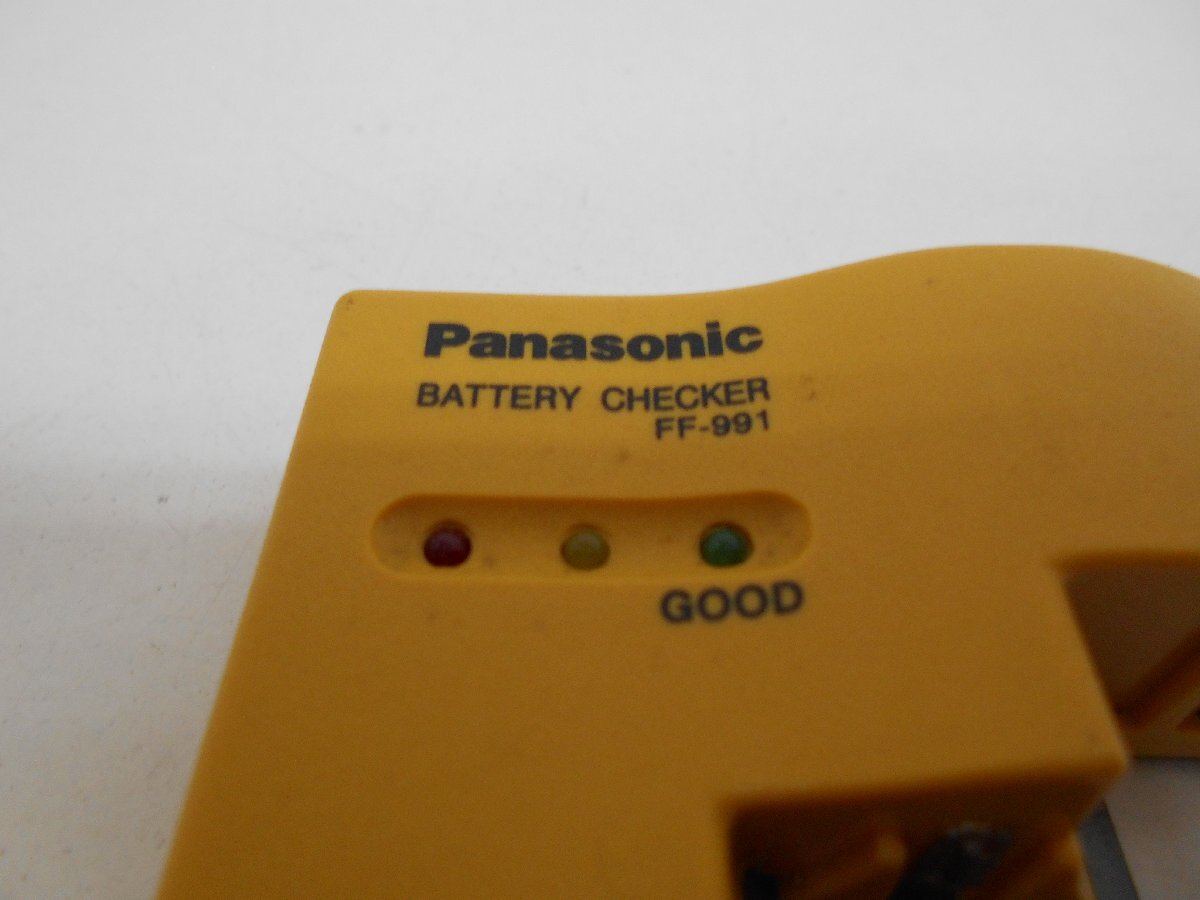 Panasonic
BATTERY CHECKER
FF-991
GOOD